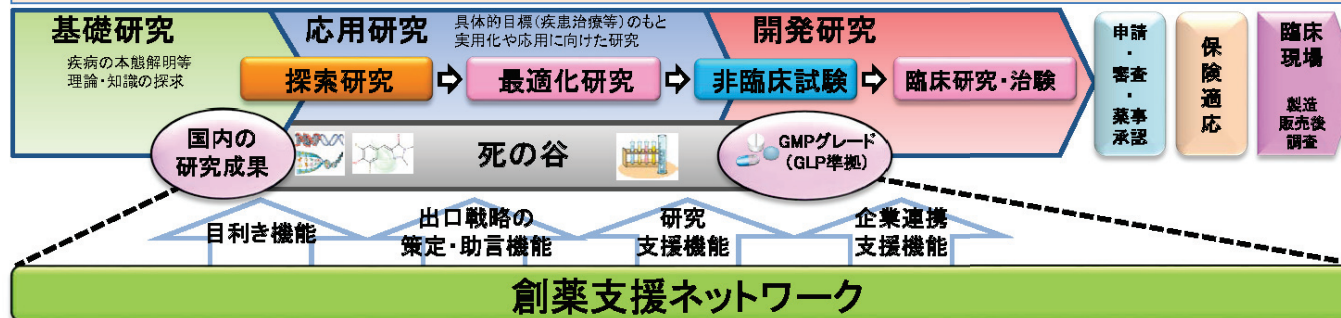 基礎研究
疾病の本態解明等
理論・知識の探求
応用研究
具体的目標(疾患治療等)のもと
実用化や応用に向けた研究
開発研究
探索研究
最適化研究
非臨床試験
臨床研究・治験
申請・審査・薬事承認
保険適応
臨床
現場
製造
販売後
調査
国内の
研究成果
死の谷
GMPグレード
(GLP準拠)
目利き機能
出口戦略の
策定・助言機能
研究
支援機能
企業連携
支援機能
創薬支援ネットワーク